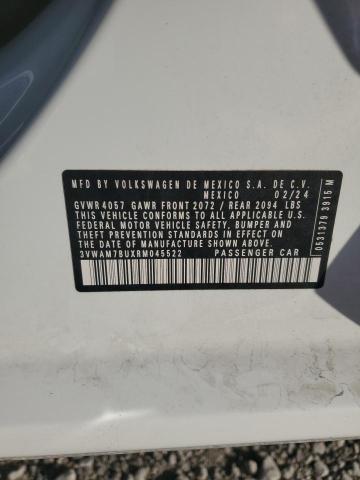 MFD BY VOLKSWAGEN DE MEXICO S.A. DE C.V.
MEXICO 02/24
GVWR 4057 GAWR FRONT 2072 / REAR 2094 LBS
THIS VEHICLE CONFORMS TO ALL APPLICABLE U.S.
FEDERAL MOTOR VEHICLE SAFETY, BUMPER AND
THEFT PREVENTION STANDARDS IN EFFECT ON
THE DATE OF MANUFACTURE SHOWN ABOVE.
3VWAM7BUXRM045522 PASSENGER CAR
0531379 3915 M